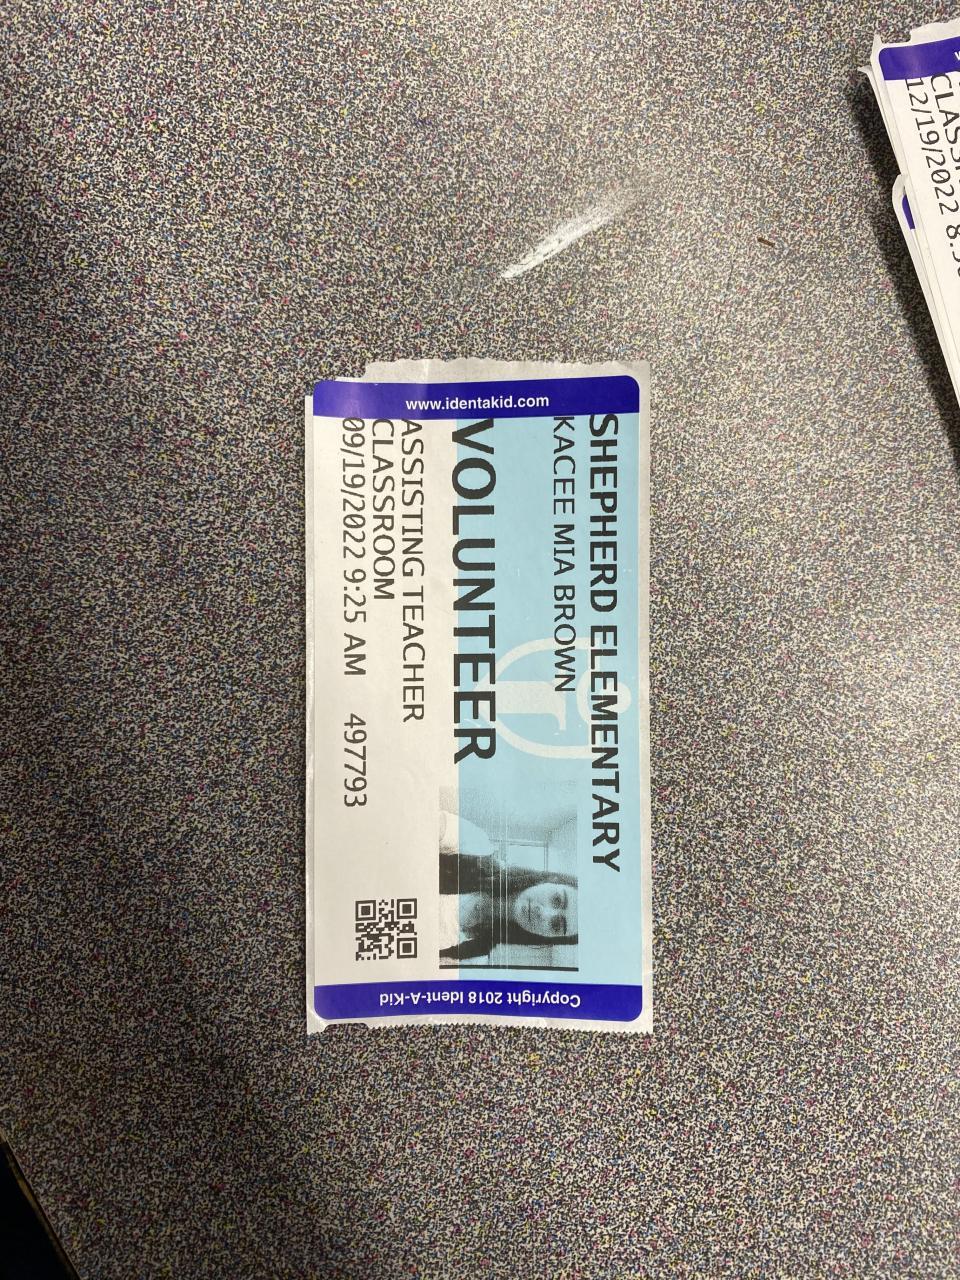 www.identakid.com
SHEPHERD ELEMENTARY
KACEE MIA BROWN
VOLUNTEER
ASSISTING TEACHER
CLASSROOM
09/19/2022 9:25 AM 497793
Copyright 2018 Ident-A-Kid
12/19/2022